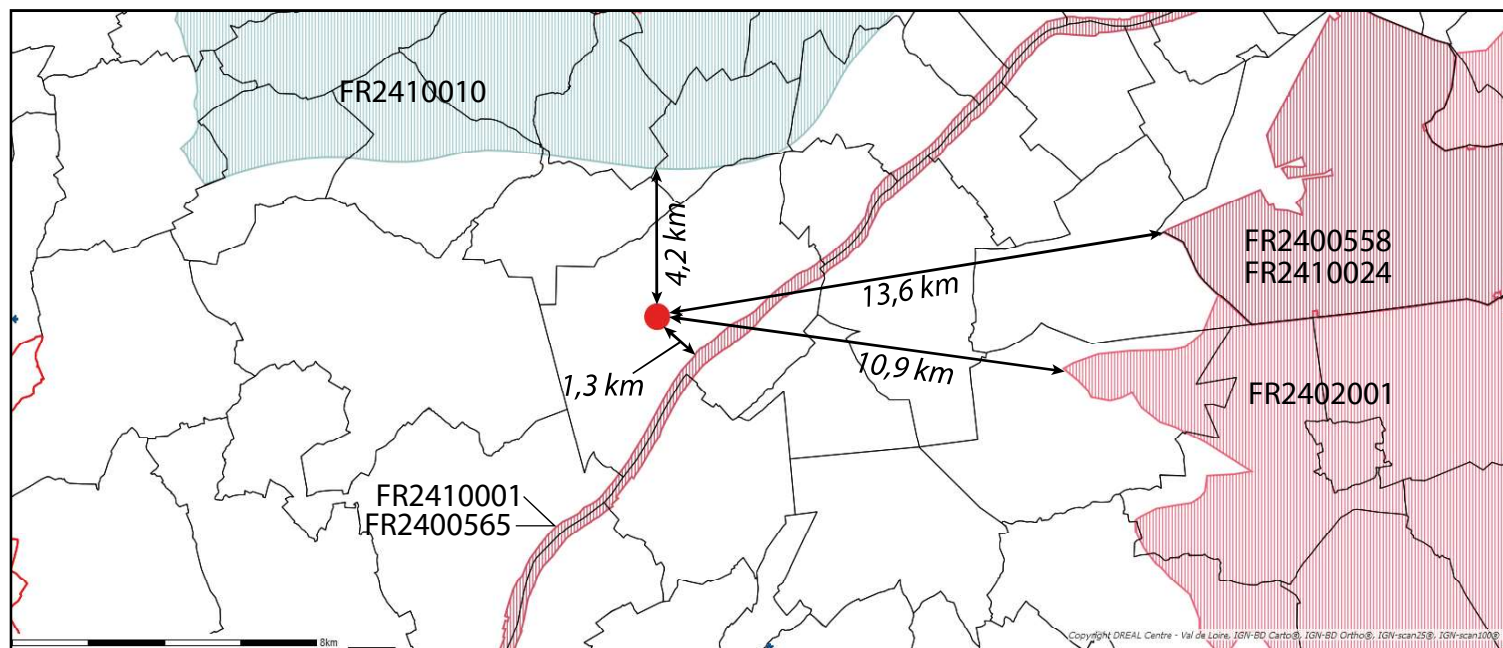 FR2410010
4,2 km
FR2400558
FR2410024
13,6 km
10,9 km
1,3 km
FR2402001
FR2410001
FR2400565
8km
Copyright DREAL Centre - Val de Loire, IGN-BD Carto®, IGN-BD Ortho®, IGN-scan25®, IGN-scan100®